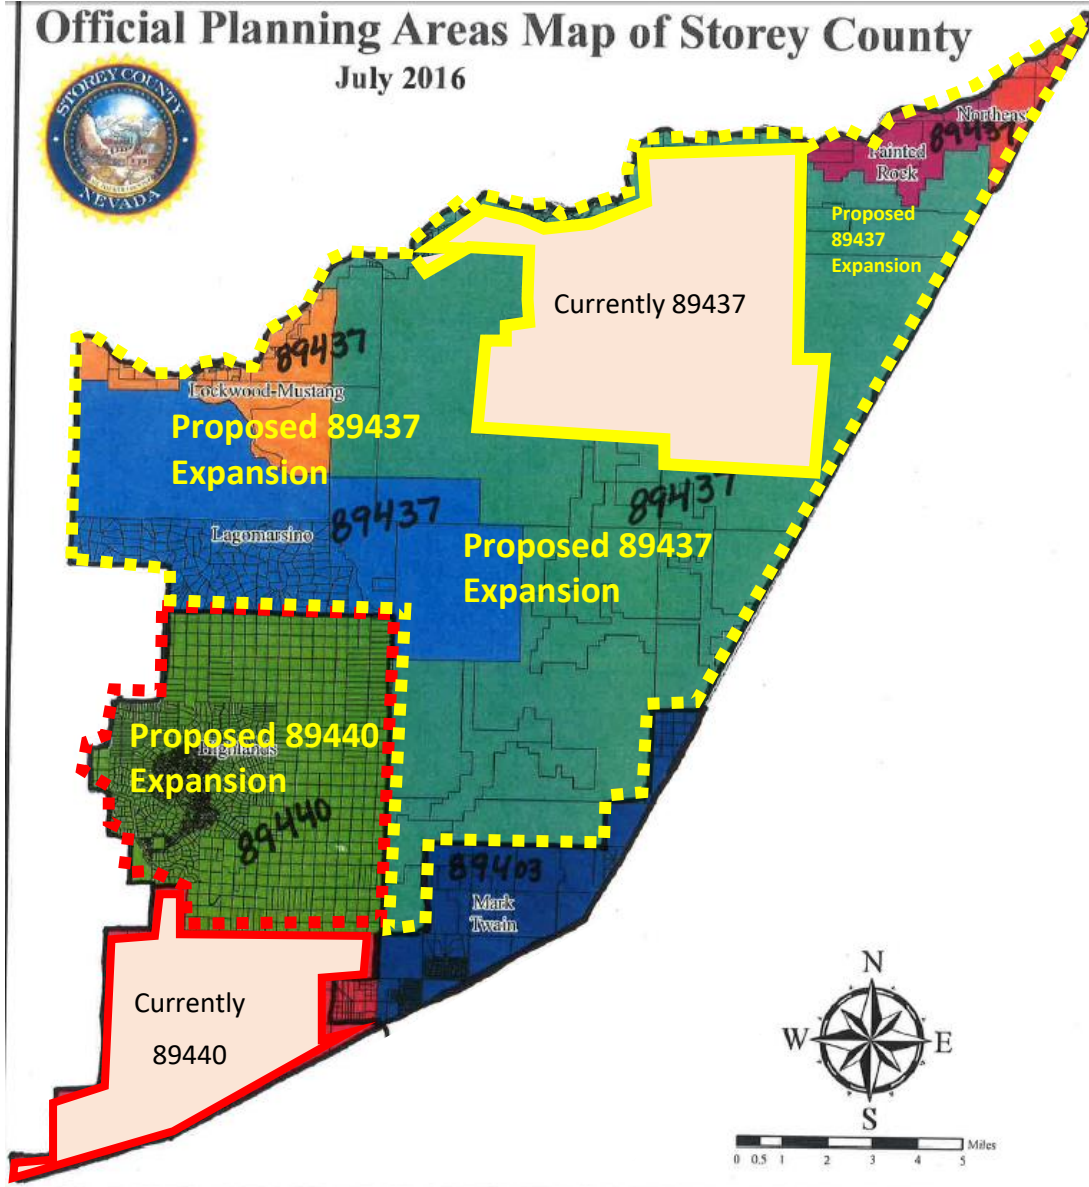 Official Planning Areas Map of Storey County
July 2016
STOREY COUNTY
NEVADA
Northeas
89437
Painted
Rock
Proposed
89437
Expansion
Currently 89437
89437
Lockwood-Mustang
Proposed 89437
Expansion
89437
89437
Lagomarsino
Proposed 89437
Expansion
Proposed 89440
Highlands
Expansion
89440
89403
Mark
Twain
Currently
89440
N
W
E
S
Miles
0 0.5 1 2 3 4 5